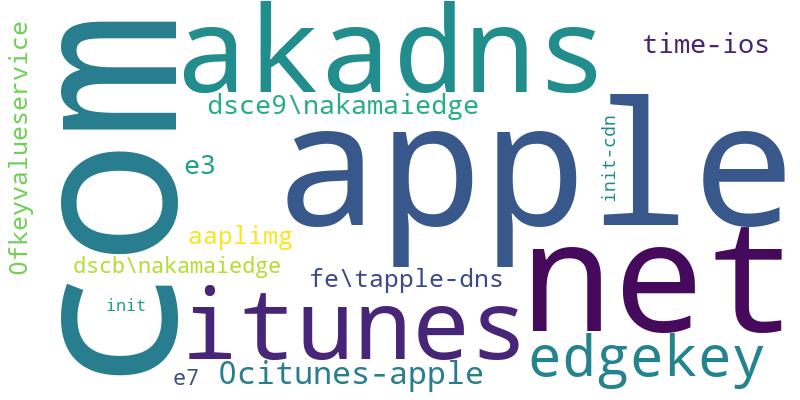 0fkeyvalueservice
com
akadns
time-ios
dsce9\nakamaiedge
apple
init-cdn
e3
aaplimg
dscb\nakamaiedge
net
fe\tapple-dns
init
itunes
edgekey
e7
0citunes-apple